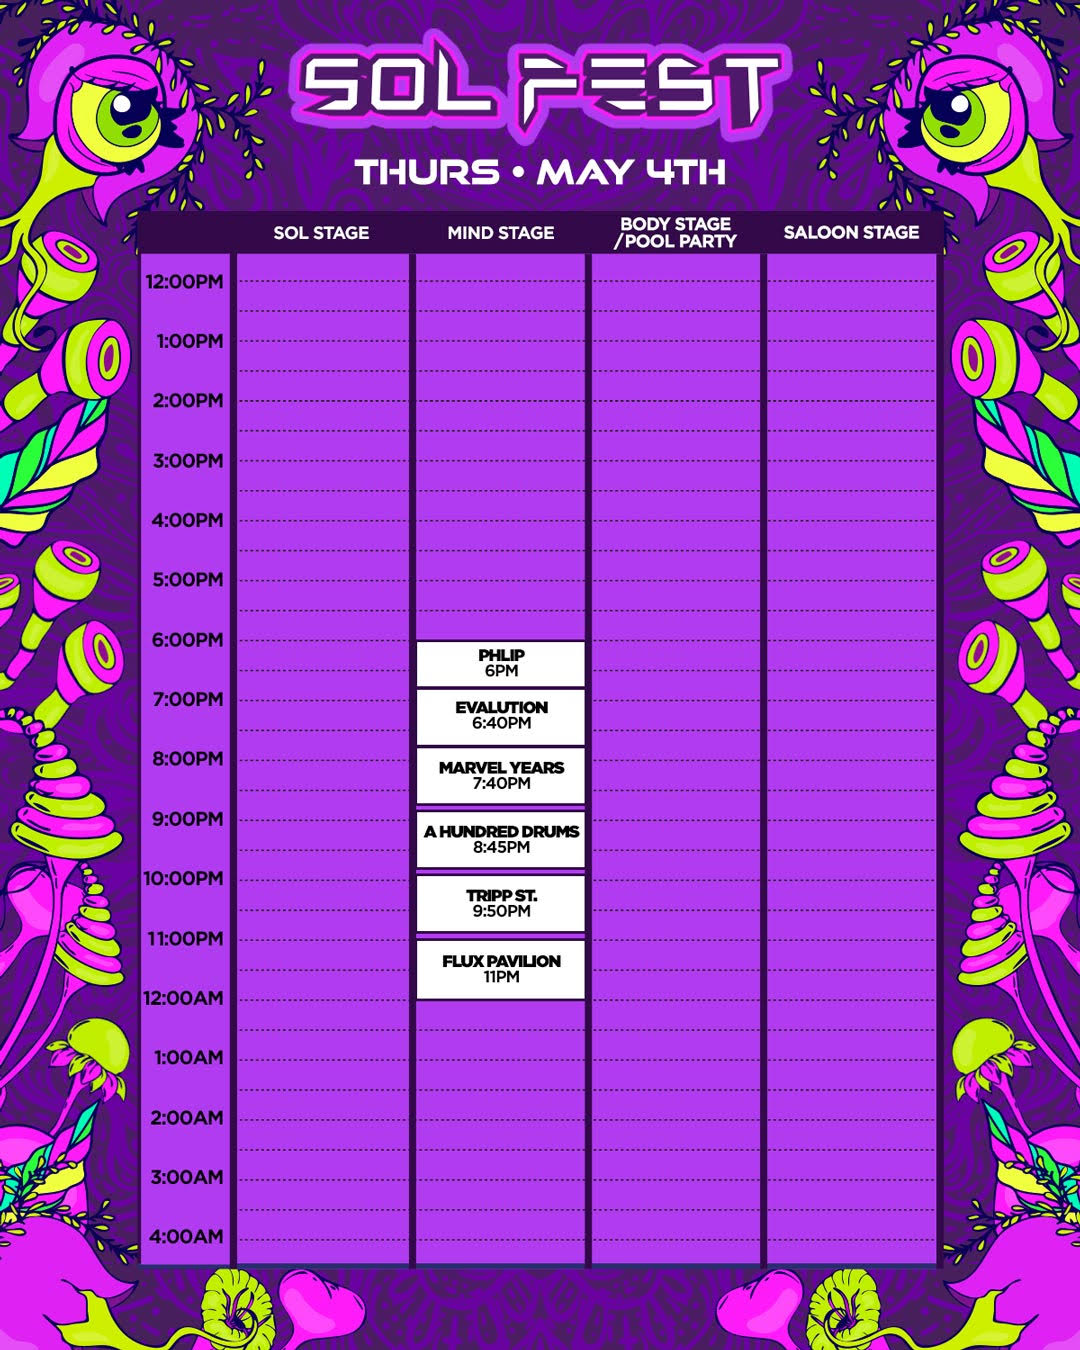 SOL FEST
THURS • MAY 4TH
SOL STAGE
MIND STAGE
BODY STAGE
/POOL PARTY
SALOON STAGE
12:00PM
1:00PM
2:00PM
3:00PM
4:00PM
5:00PM
6:00PM
PHLIP
6PM
7:00PM
EVALUTION
6:40PM
8:00PM
MARVEL YEARS
7:40PM
9:00PM
A HUNDRED DRUMS
8:45PM
10:00PM
TRIPP ST.
9:50PM
11:00PM
FLUX PAVILION
11PM
12:00AM
1:00AM
2:00AM
3:00AM
4:00AM